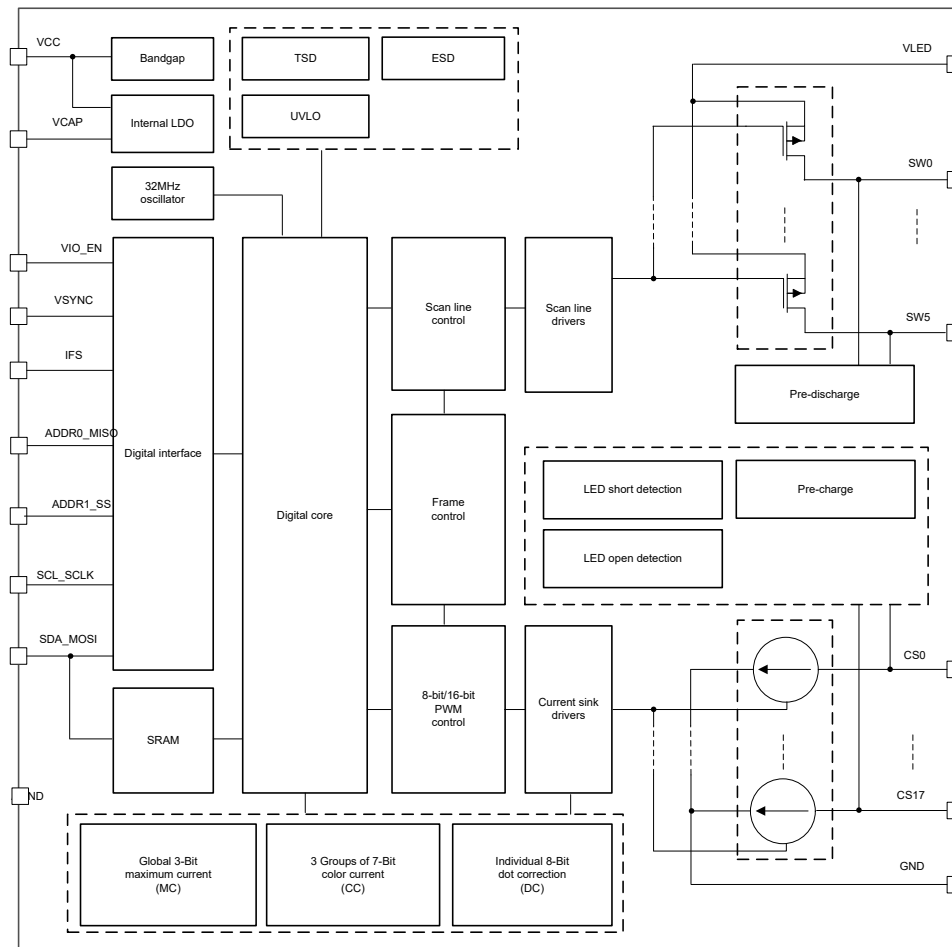 VCC
Bandgap
TSD
ESD
VLED
VCAP
Internal LDO
UVLO
32MHz
oscillator
SW0
VIO_EN
VSYNC
IFS
ADDR0_MISO
ADDR1_SS
SCL_SCLK
SDA_MOSI
Digital interface
Digital core
Scan line
control
Scan line
drivers
SW5
Pre-discharge
Frame
control
LED short detection
Pre-charge
LED open detection
SRAM
8-bit/16-bit
PWM
control
Current sink
drivers
CS0
CS17
ND
GND
Global 3-Bit
maximum current
(MC)
3 Groups of 7-Bit
color current
(CC)
Individual 8-Bit
dot correction
(DC)